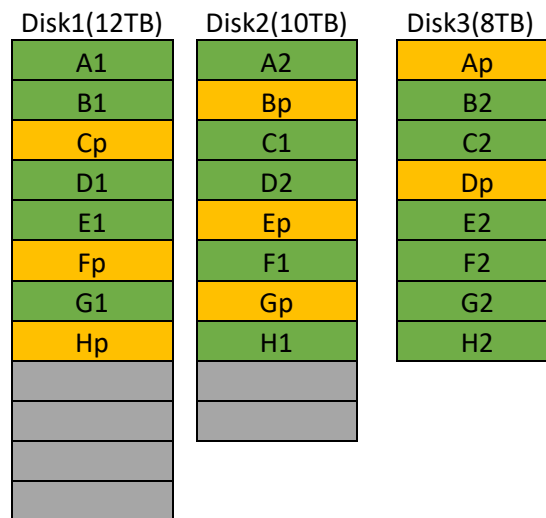 Disk1(12TB) Disk2(10TB) Disk3(8TB)
A1 A2 Ap
B1 Bp B2
Cp C1 C2
D1 D2 Dp
E1 Ep E2
Fp F1 F2
G1 Gp G2
Hp H1 H2